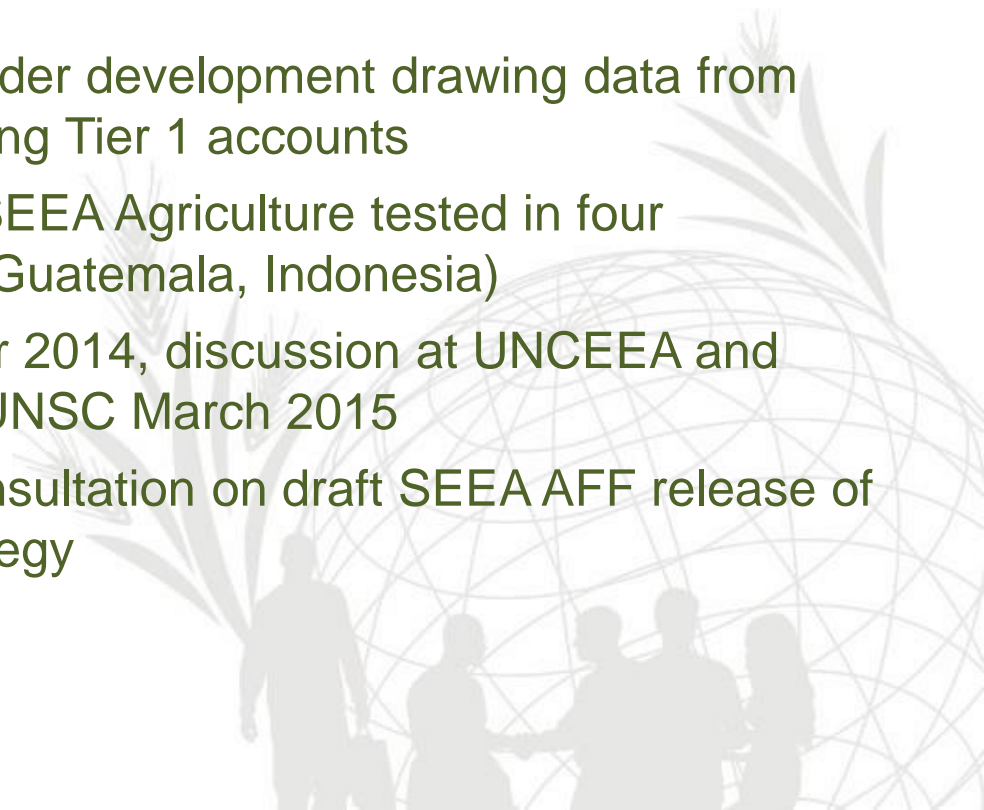 der development drawing data from
ng Tier 1 accounts
SEEA Agriculture tested in four
Guatemala, Indonesia)
r 2014, discussion at UNCEEA and
UNSC March 2015
nsultation on draft SEEA AFF release of
egy